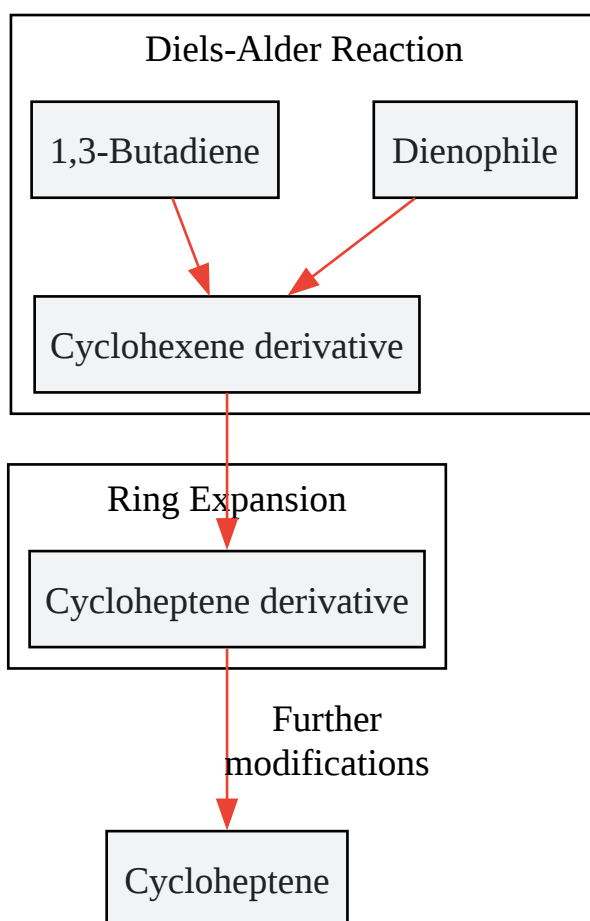 Diels-Alder Reaction
1,3-Butadiene
Dienophile
Cyclohexene derivative
Ring Expansion
Cycloheptene derivative
Further
modifications
Cycloheptene